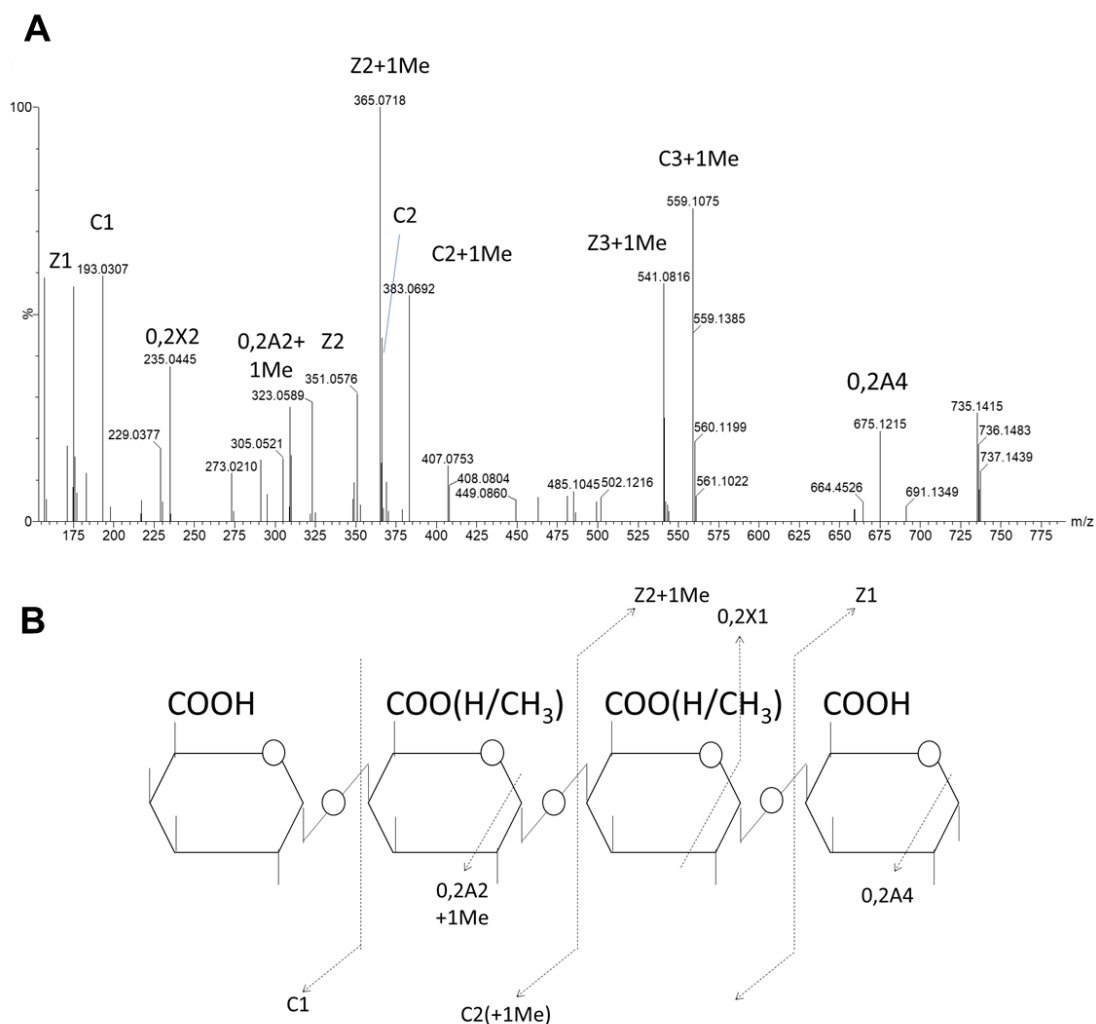 A
Z2+1Me
365.0718
100
C3+1Me
559.1075
C2
C1
Z3+1Me
C2+1Me
Z1
193.0307
541.0816
383.0692
%
559.1385
0,2X2
0,2A2+
1Me
Z2
235.0445
351.0576
323.0589
0,2A4
675.1215
735.1415
229.0377
305.0521
560.1199
736.1483
273.0210
407.0753
408.0804
449.0860
485.1045
502.1216
561.1022
664.4526
691.1349
737.1439
0
175 200 225 250 275 300 325 350 375 400 425 450 475 500 525 550 575 600 625 650 675 700 725 750 775
m/z
B
Z2+1Me
0,2X1
Z1
COOH COO(H/CH₃) COO(H/CH₃) COOH
0,2A2
+1Me
0,2A4
C1
C2(+1Me)